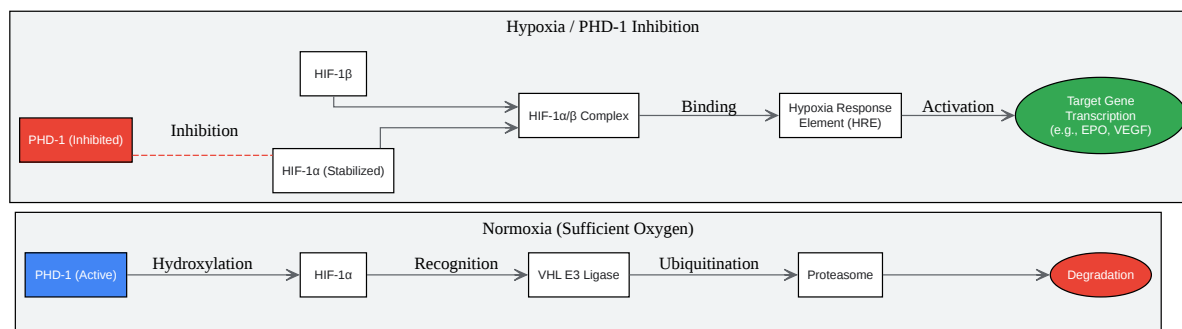 Hypoxia / PHD-1 Inhibition
HIF-1β
PHD-1 (Inhibited)
Inhibition
HIF-1α (Stabilized)
HIF-1α/β Complex
Binding
Hypoxia Response
Element (HRE)
Activation
Target Gene
Transcription
(e.g., EPO, VEGF)
Normoxia (Sufficient Oxygen)
PHD-1 (Active)
Hydroxylation
HIF-1α
Recognition
VHL E3 Ligase
Ubiquitination
Proteasome
Degradation